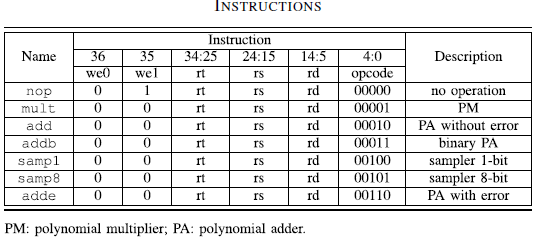 INSTRUCTIONS
Name Instruction Description
36 35 34:25 24:15 14:5 4:0
we0 we1 rt rs rd opcode
nop 0 1 rt rs rd 00000 no operation
mult 0 0 rt rs rd 00001 PM
add 0 0 rt rs rd 00010 PA without error
addb 0 0 rt rs rd 00011 binary PA
samp1 0 0 rt rs rd 00100 sampler 1-bit
samp8 0 0 rt rs rd 00101 sampler 8-bit
adde 0 0 rt rs rd 00110 PA with error
PM: polynomial multiplier; PA: polynomial adder.